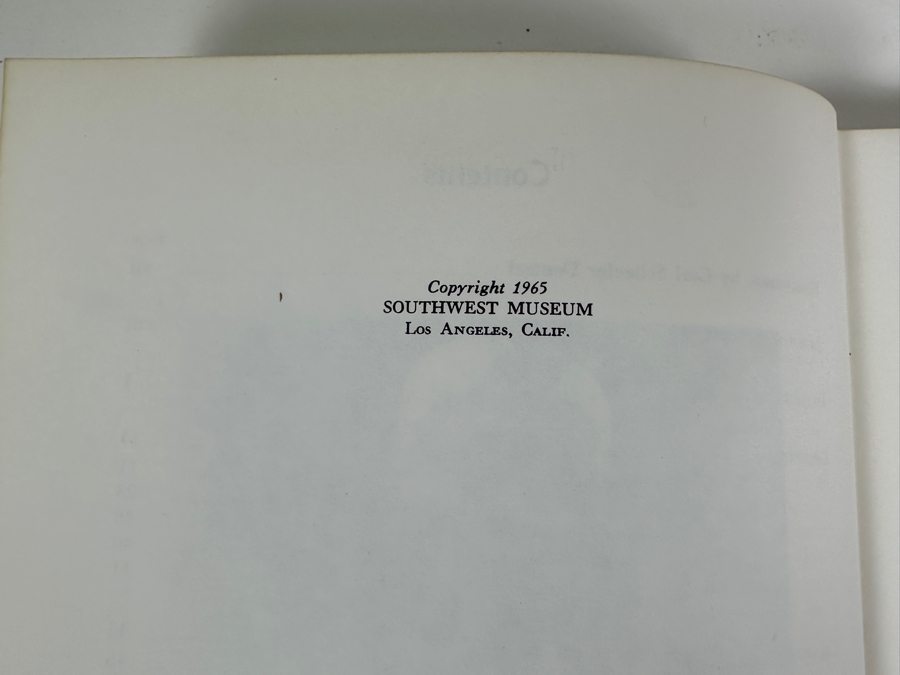 Copyright 1965
SOUTHWEST MUSEUM
Los Angeles, Calif.